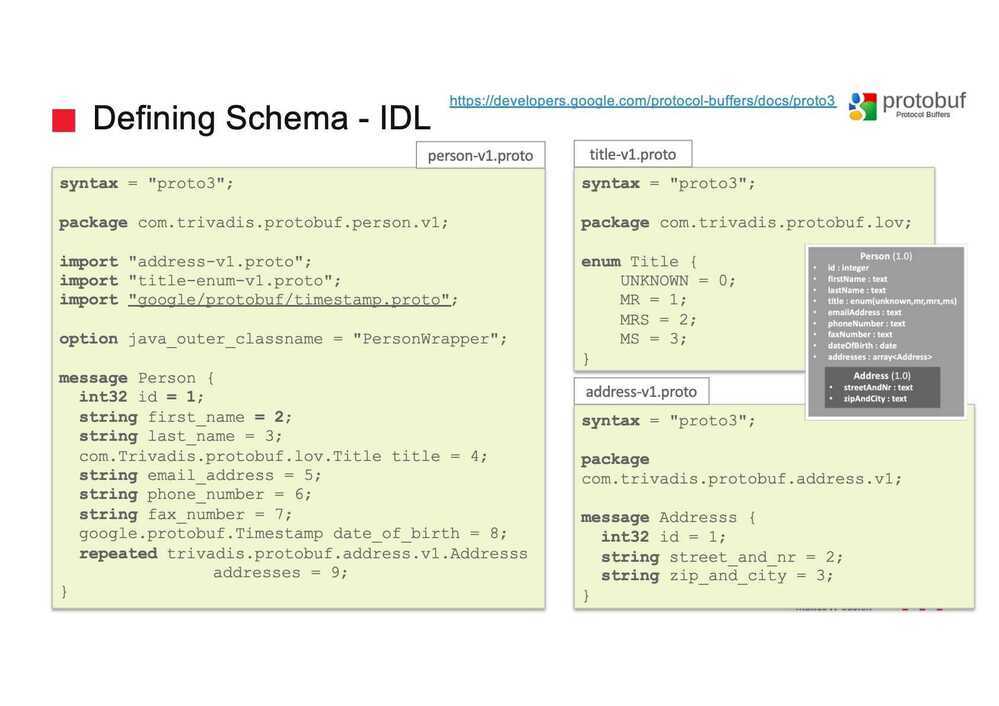 Defining Schema - IDL
https://developers.google.com/protocol-buffers/docs/proto3
protobuf
Protocol Buffers
person-v1.proto
syntax = "proto3";
package com.trivadis.protobuf.person.v1;
import "address-v1.proto";
import "title-enum-v1.proto";
import "google/protobuf/timestamp.proto";
option java_outer_classname = "PersonWrapper";
message Person {
int32 id = 1;
string first_name = 2;
string last_name = 3;
com.Trivadis.protobuf.lov.Title title = 4;
string email_address = 5;
string phone_number = 6;
string fax_number = 7;
google.protobuf.Timestamp date_of_birth = 8;
repeated trivadis.protobuf.address.v1.Addresss
addresses = 9;
}
title-v1.proto
syntax = "proto3";
package com.trivadis.protobuf.lov;
enum Title {
UNKNOWN = 0;
MR = 1;
MRS = 2;
MS = 3;
}
Person (1.0)
• id : integer
• firstName : text
• lastName : text
• title : enum(unknown,mr,mrs,ms)
• emailAddress : text
• phoneNumber : text
• faxNumber : text
• dateOfBirth : date
• addresses : array<Address>
Address (1.0)
• streetAndNr : text
• zipAndCity : text
address-v1.proto
syntax = "proto3";
package
com.trivadis.protobuf.address.v1;
message Addresss {
int32 id = 1;
string street_and_nr = 2;
string zip_and_city = 3;
}